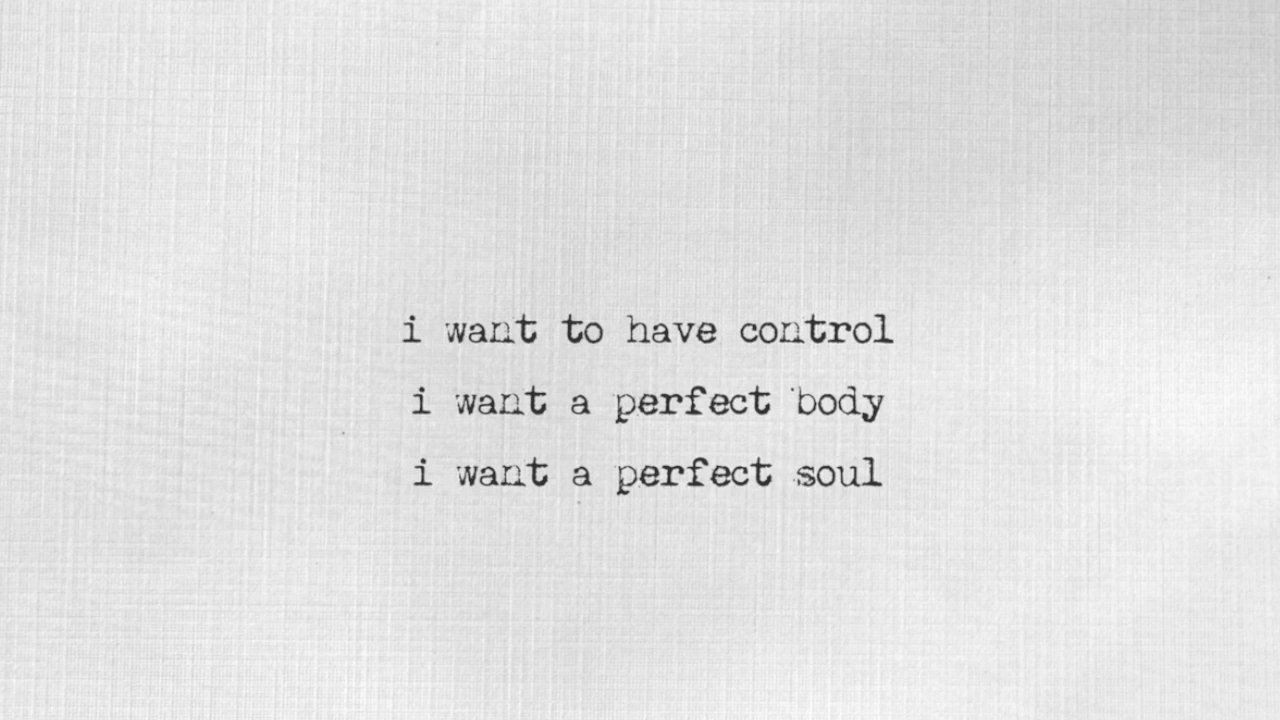 i want to have control
i want a perfect body
i want a perfect soul